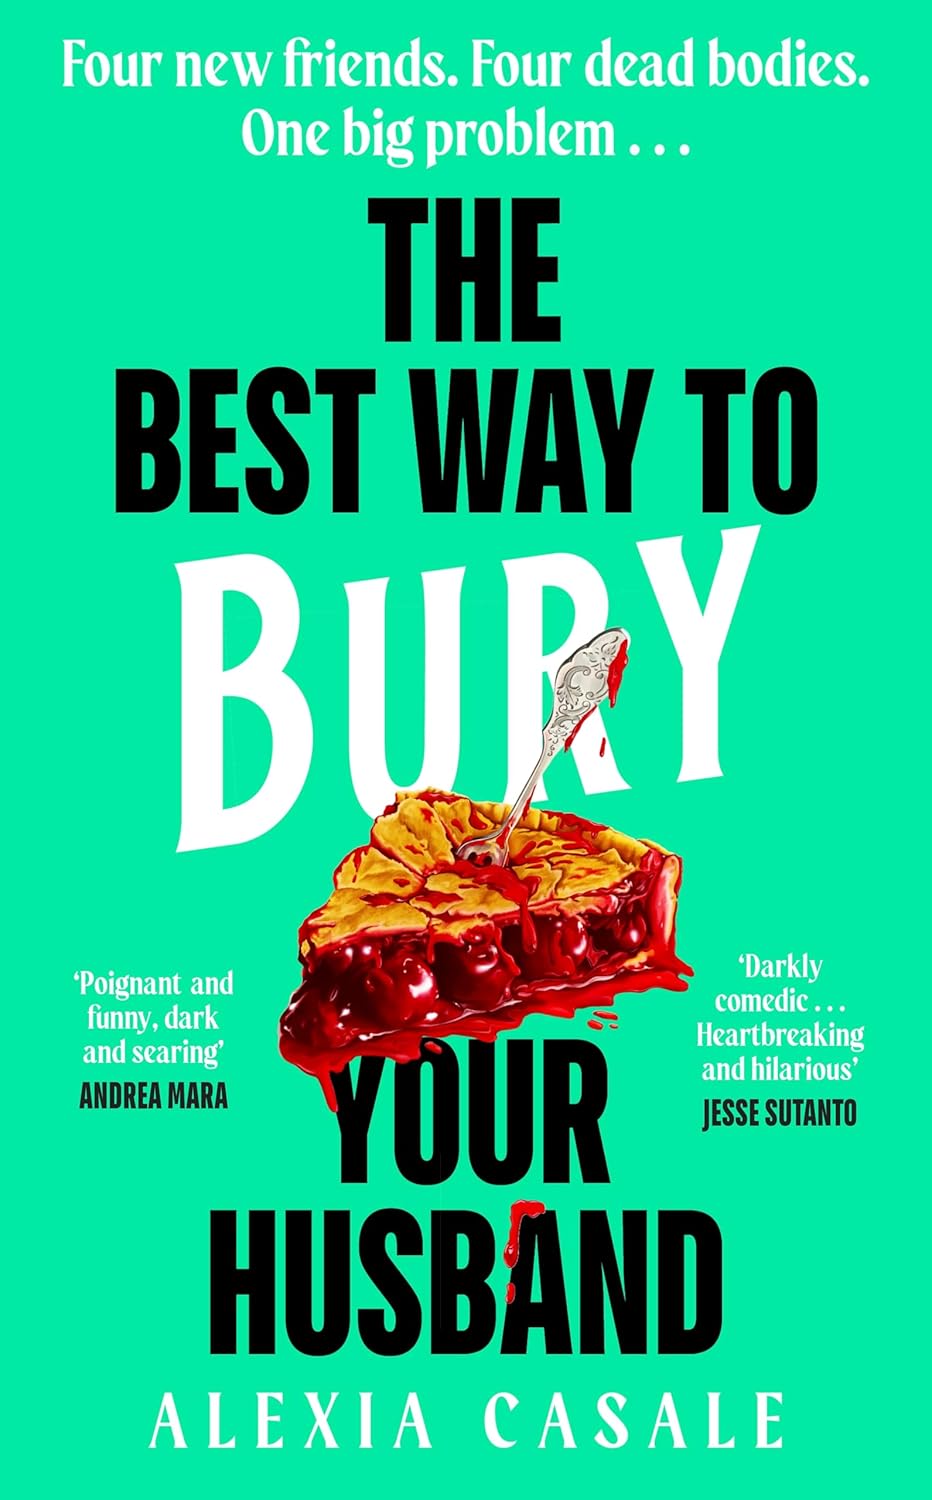 Four new friends. Four dead bodies.
One big problem . . .
THE
BEST WAY TO
BURY
‘Poignant and
funny, dark
and searing’
ANDREA MARA
‘Darkly
comedic . . .
Heartbreaking
and hilarious’
JESSE SUTANTO
YOUR
HUSBAND
ALEXIA CASALE